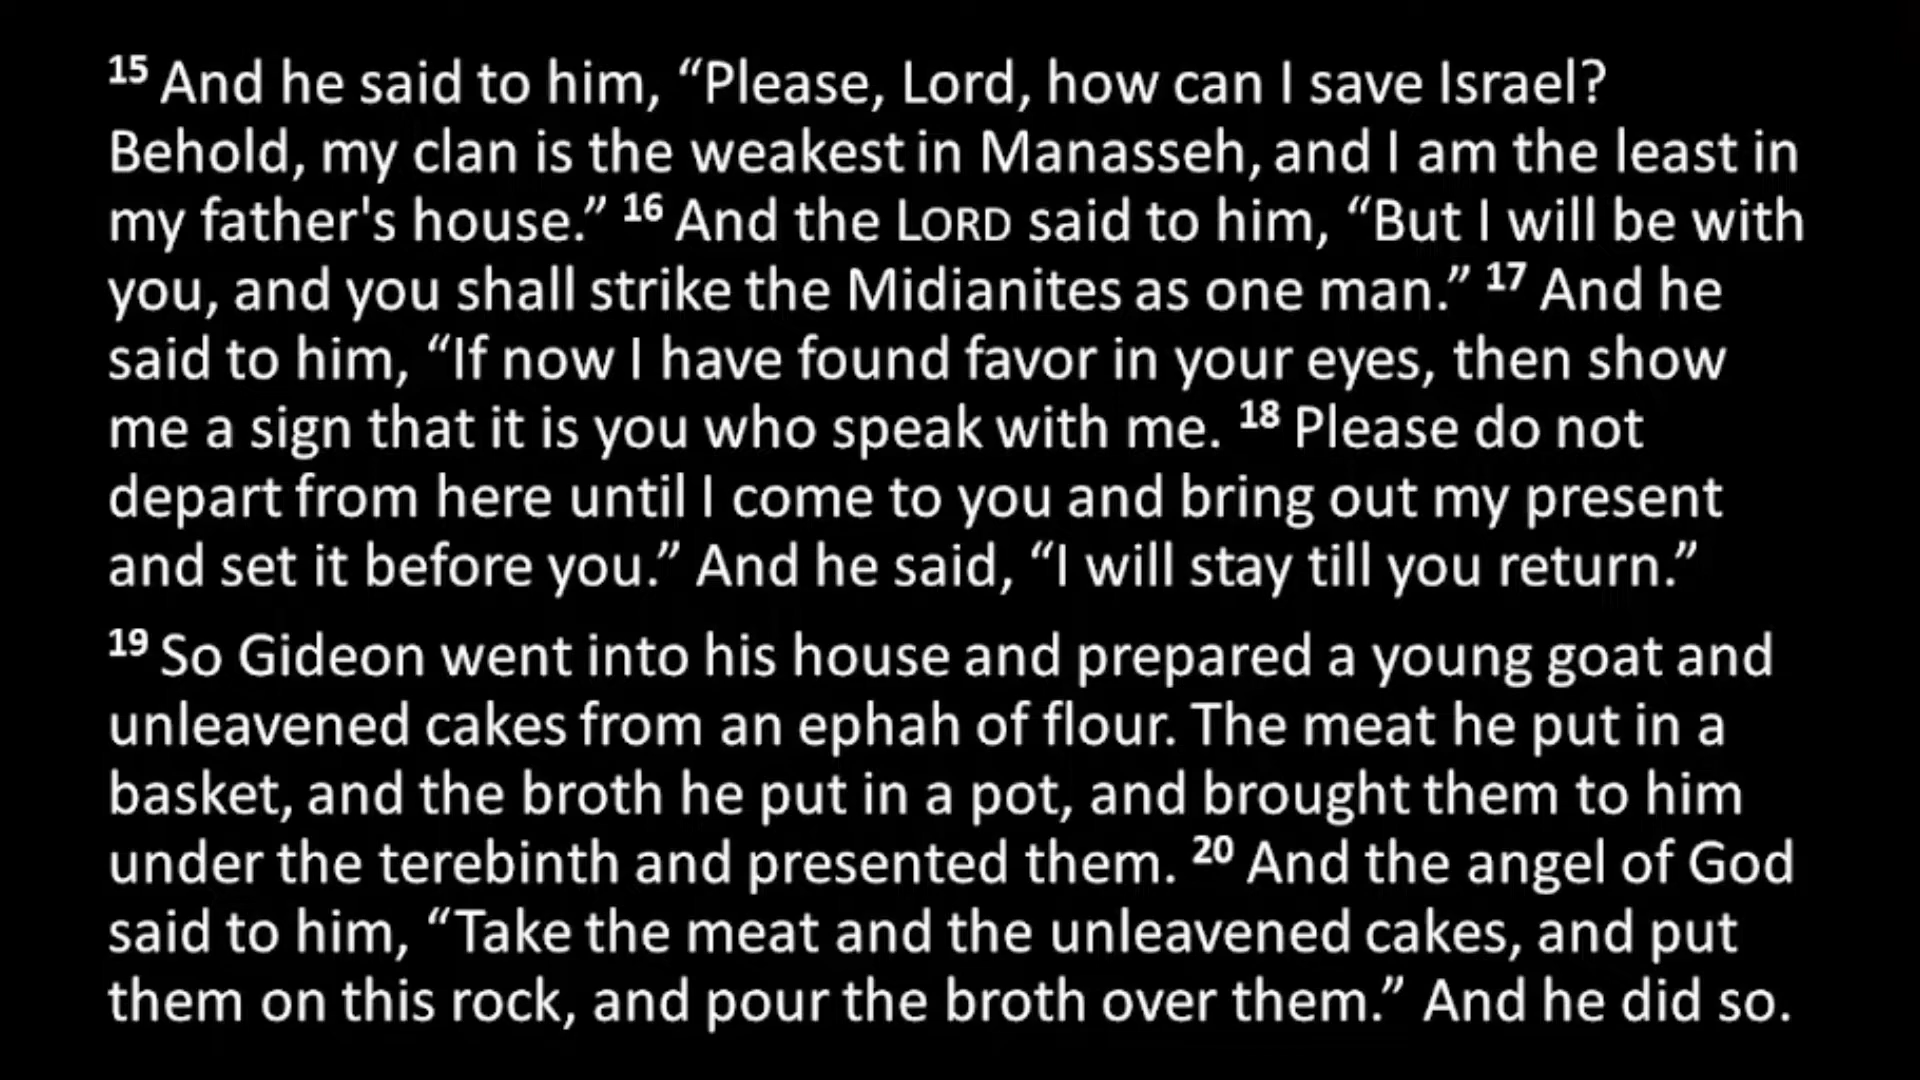 15 And he said to him, “Please, Lord, how can I save Israel?
Behold, my clan is the weakest in Manasseh, and I am the least in
my father's house.” 16 And the LORD said to him, “But I will be with
you, and you shall strike the Midianites as one man.” 17 And he
said to him, “If now I have found favor in your eyes, then show
me a sign that it is you who speak with me. 18 Please do not
depart from here until I come to you and bring out my present
and set it before you.” And he said, “I will stay till you return.”
19 So Gideon went into his house and prepared a young goat and
unleavened cakes from an ephah of flour. The meat he put in a
basket, and the broth he put in a pot, and brought them to him
under the terebinth and presented them. 20 And the angel of God
said to him, “Take the meat and the unleavened cakes, and put
them on this rock, and pour the broth over them.” And he did so.